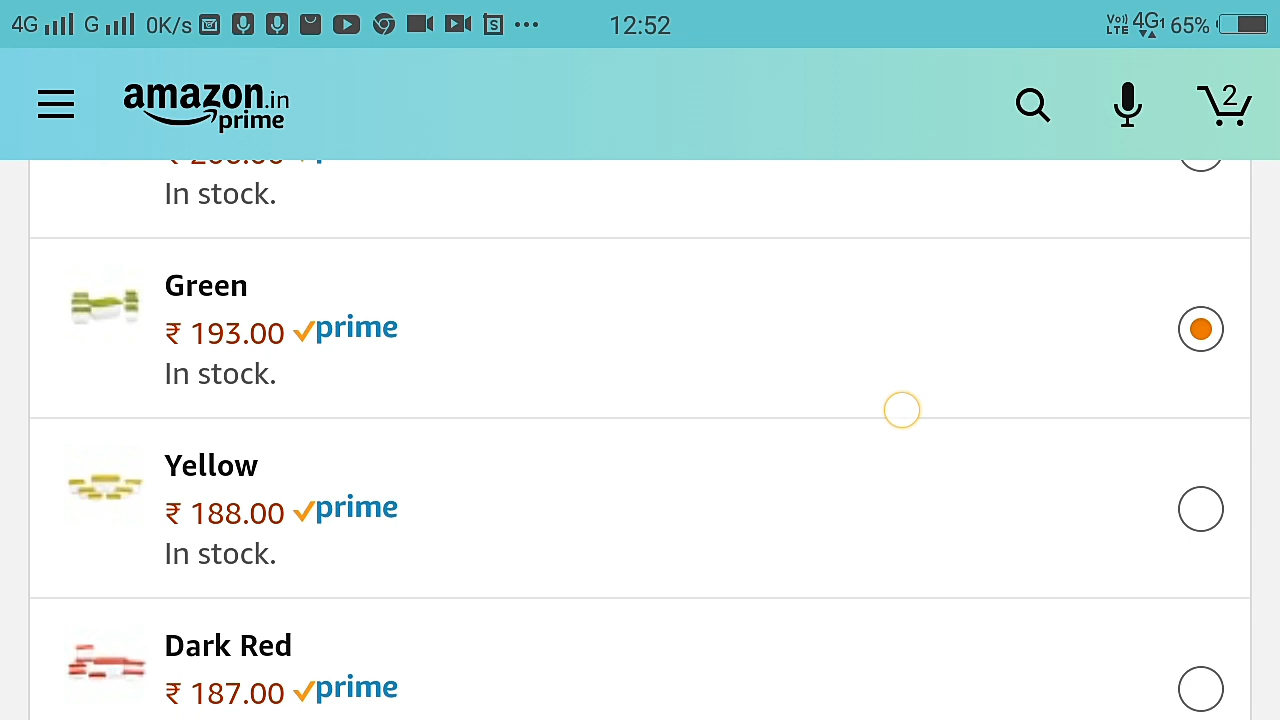 4G G 0K/s S 12:52 Vo) LTE 4G1 65%
amazon.in
prime
2
In stock.
Green
₹ 193.00 prime
In stock.
Yellow
₹ 188.00 prime
In stock.
Dark Red
₹ 187.00 prime